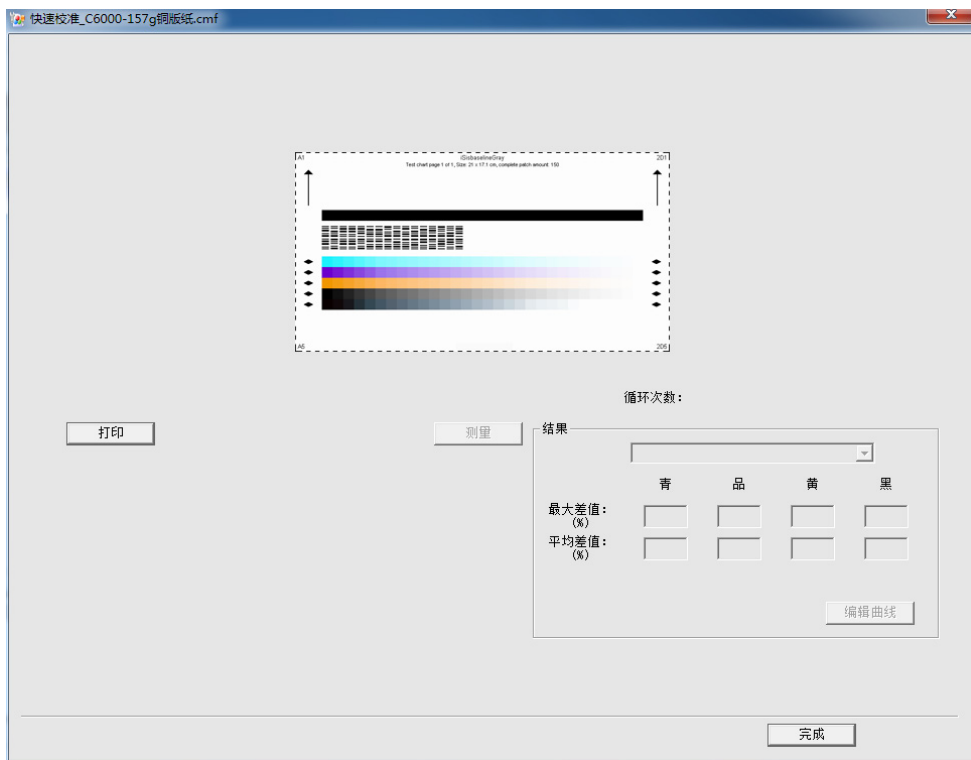 快速校准_C6000-157g铜版纸.cmf
A1 iSisbaselineGray 2D1
Test chart page 1 of 1, Size: 21 x 17.1 cm, complete patch amount: 150
A6 2D6
循环次数：
打印 测量
结果
青 品 黄 黑
最大差值：
(%)
平均差值：
(%)
编辑曲线
完成